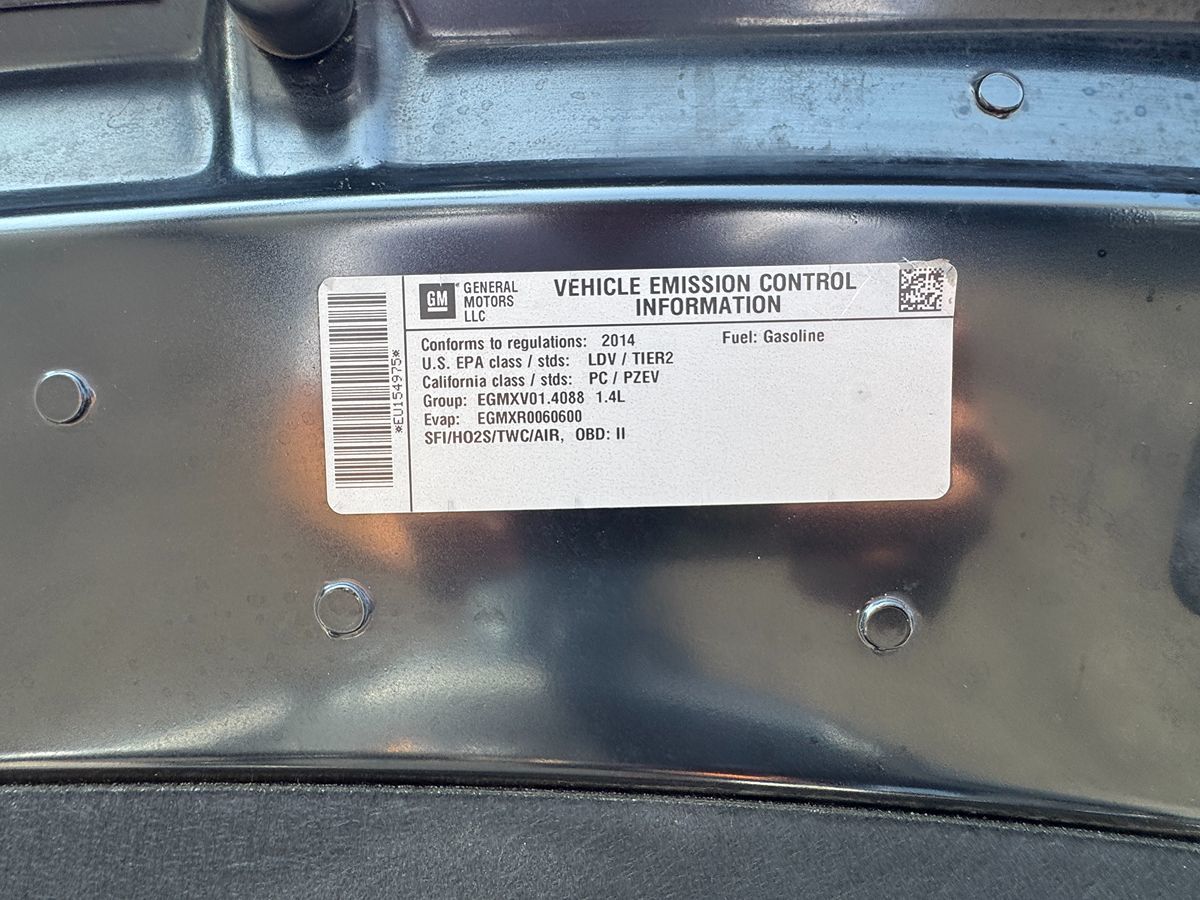 GM
GENERAL
MOTORS
LLC
VEHICLE EMISSION CONTROL
INFORMATION
*EU154975*
Conforms to regulations: 2014 Fuel: Gasoline
U.S. EPA class / stds: LDV / TIER2
California class / stds: PC / PZEV
Group: EGMXV01.4088 1.4L
Evap: EGMXR0060600
SFI/HO2S/TWC/AIR, OBD: II